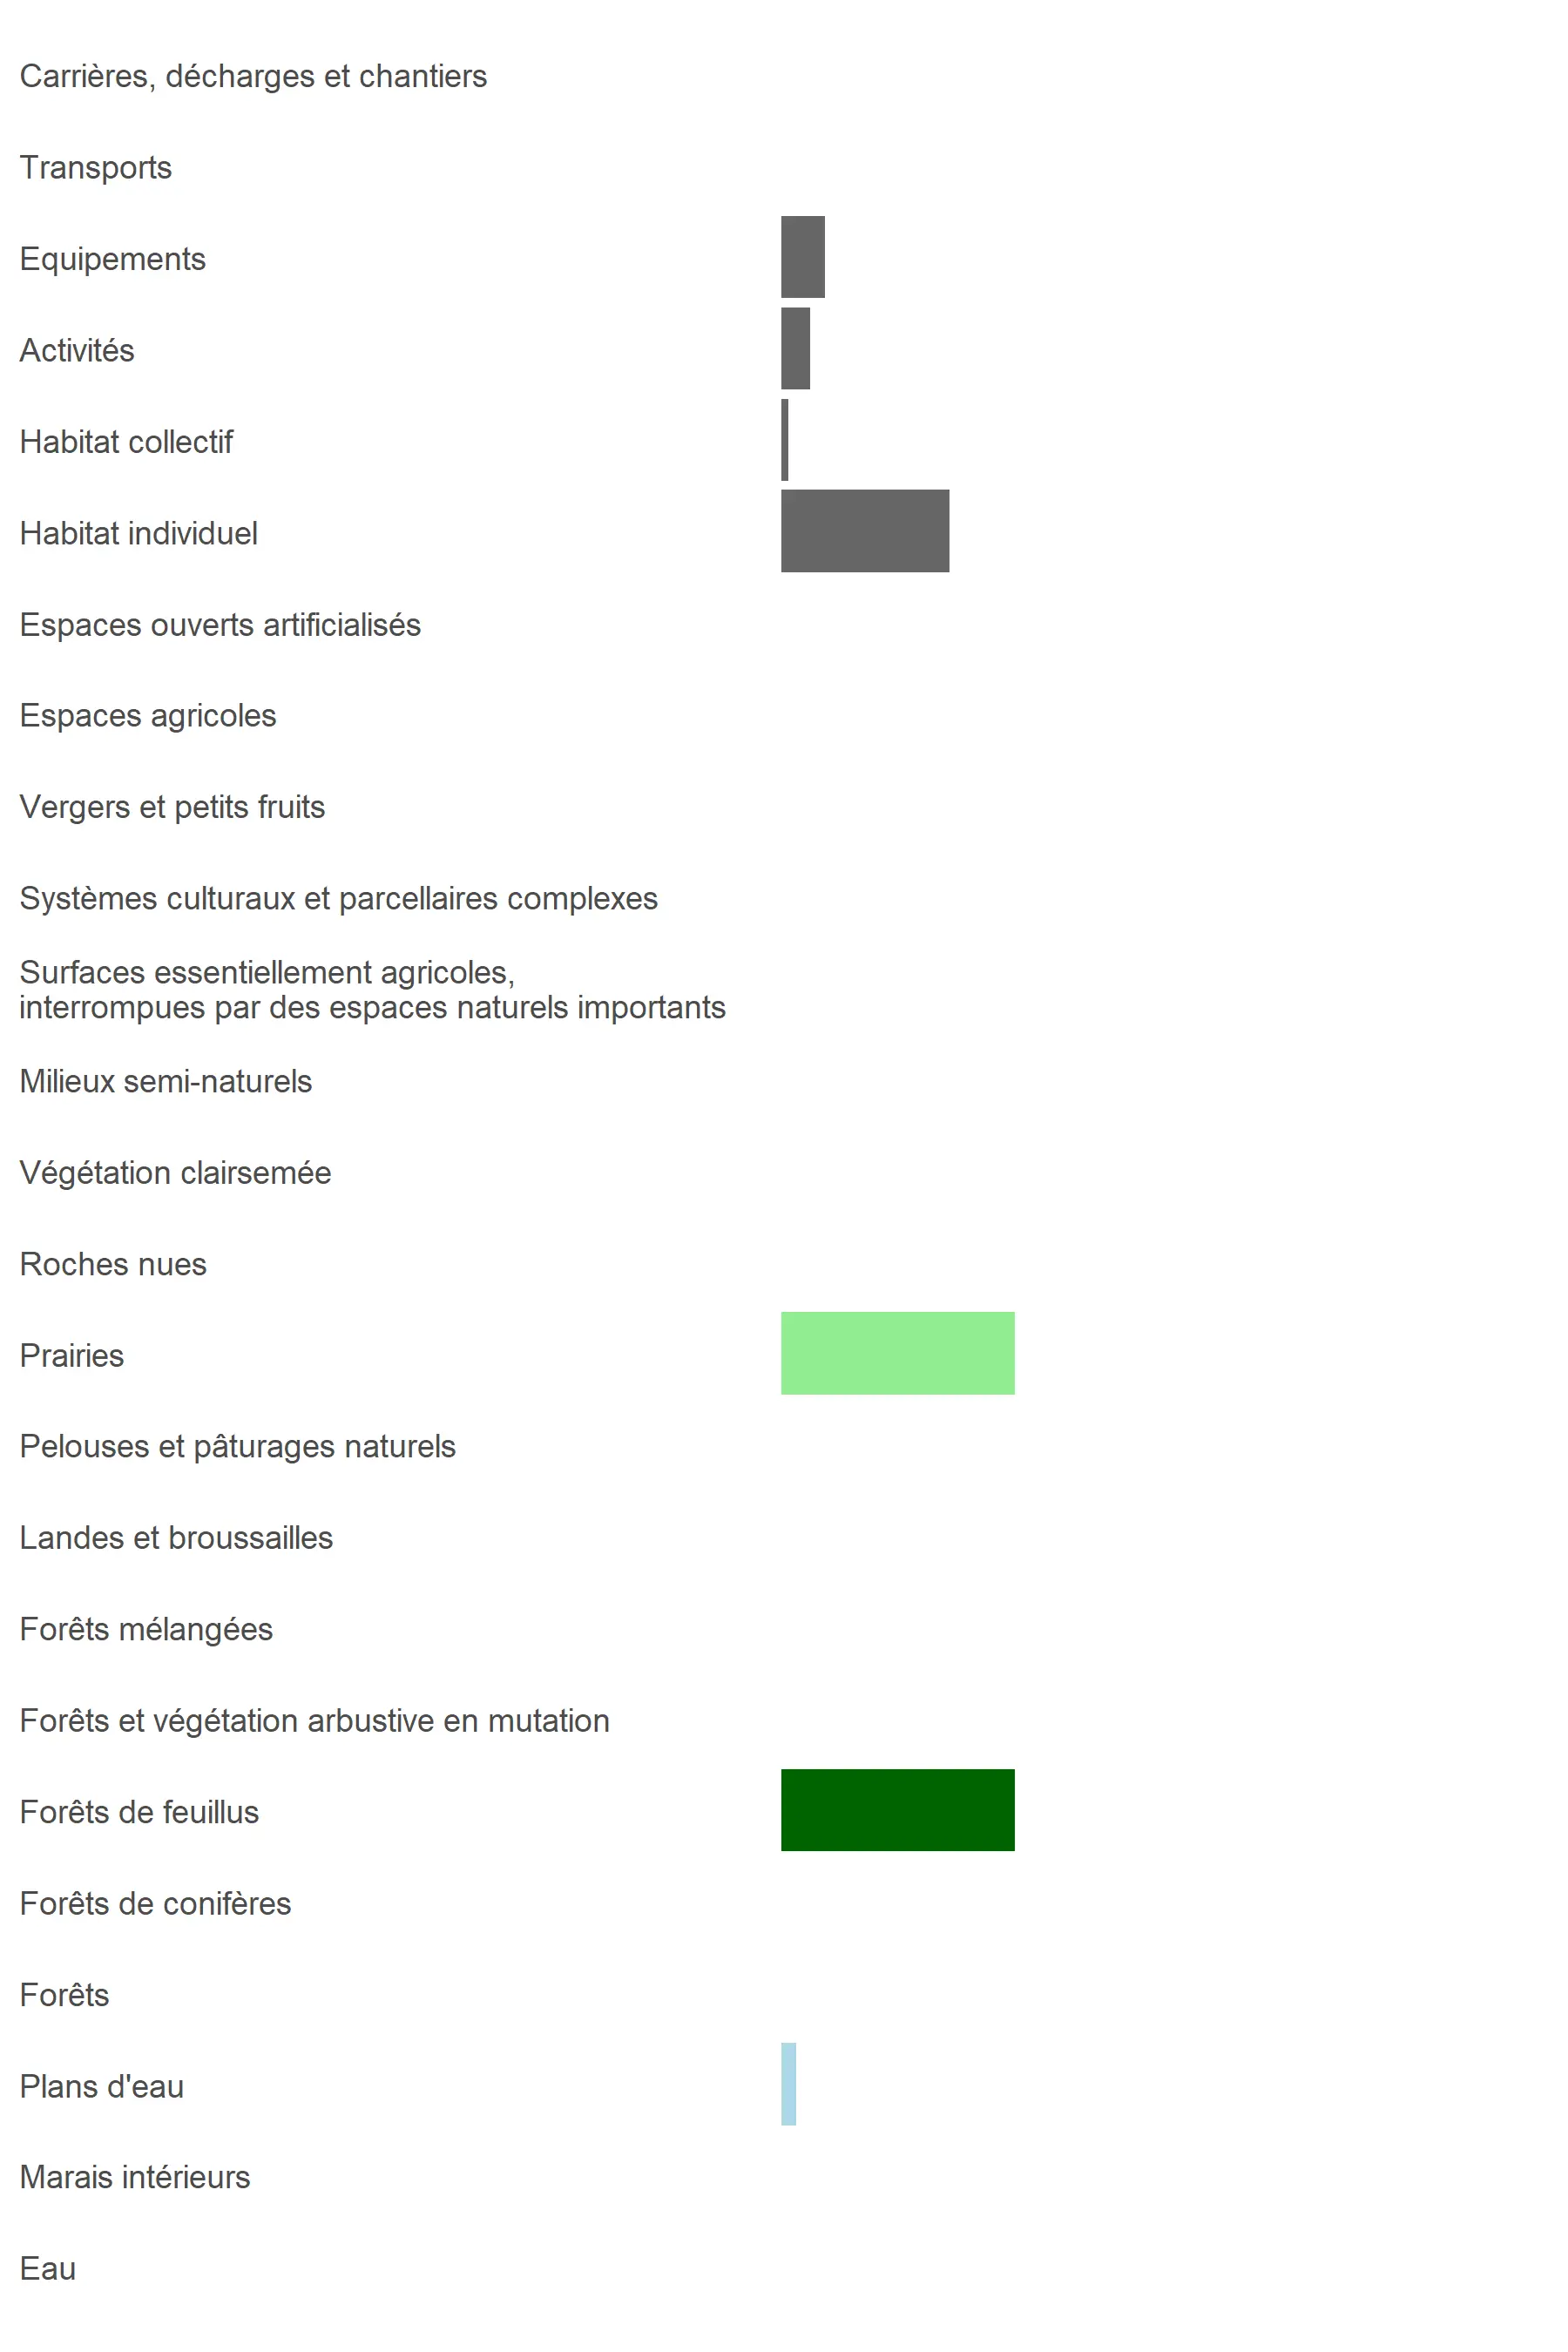 Carrières, décharges et chantiers
Transports
Equipements
Activités
Habitat collectif
Habitat individuel
Espaces ouverts artificialisés
Espaces agricoles
Vergers et petits fruits
Systèmes culturaux et parcellaires complexes
Surfaces essentiellement agricoles,
interrompues par des espaces naturels importants
Milieux semi-naturels
Végétation clairsemée
Roches nues
Prairies
Pelouses et pâturages naturels
Landes et broussailles
Forêts mélangées
Forêts et végétation arbustive en mutation
Forêts de feuillus
Forêts de conifères
Forêts
Plans d'eau
Marais intérieurs
Eau